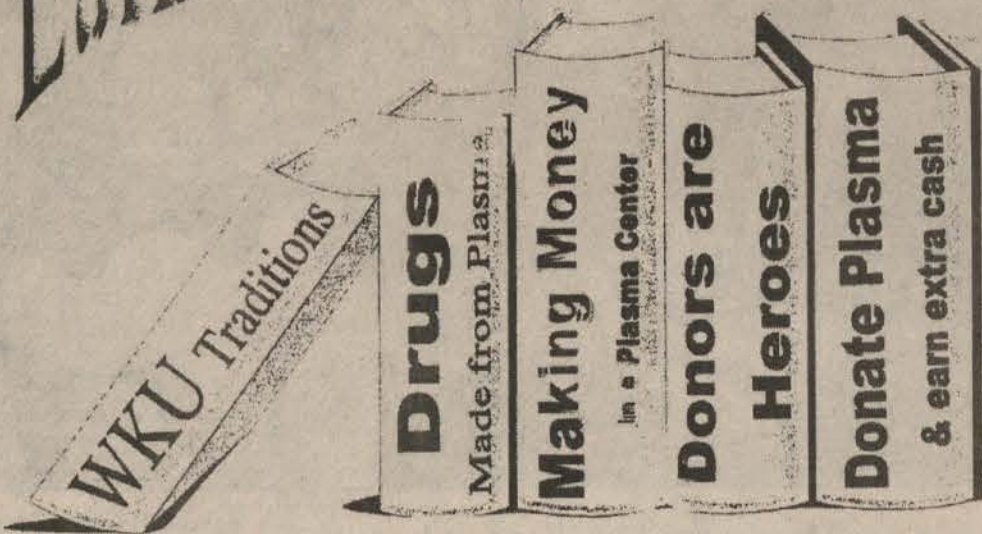 WKU Traditions
Drugs
Made from Plasma
Making Money
in a Plasma Center
Donors are
Heroes
Donate Plasma
& earn extra cash